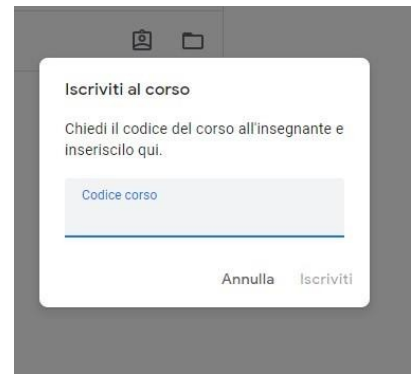 Iscriviti al corso
Chiedi il codice del corso all'insegnante e
inseriscilo qui.
Codice corso
Annulla Iscriviti